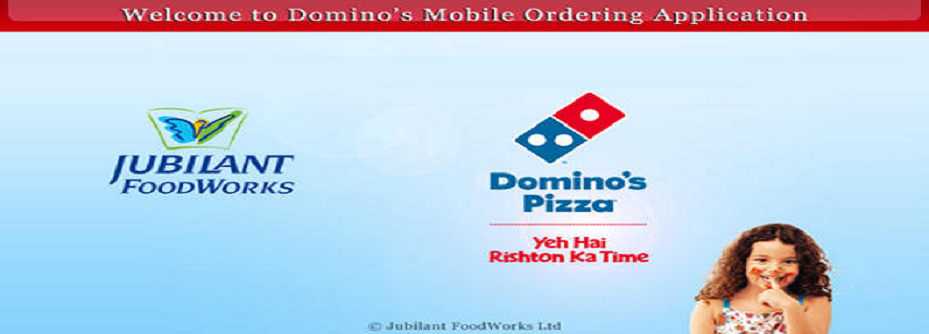 Welcome to Domino's Mobile Ordering Application
JUBILANT
FOODWORKS
Domino's
Pizza
Yeh Hai
Rishton Ka Time
© Jubilant FoodWorks Ltd